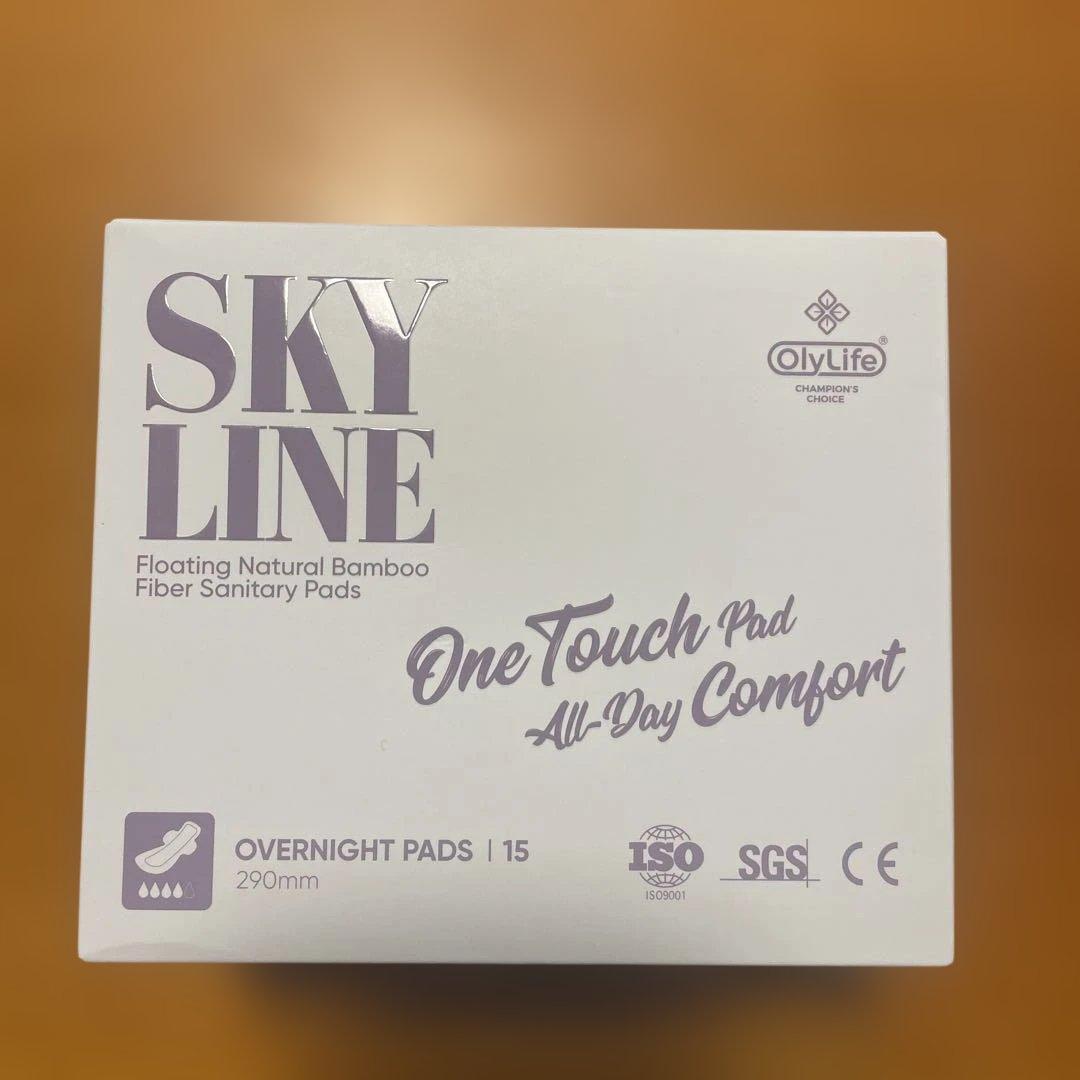 SKY
LINE
Floating Natural Bamboo
Fiber Sanitary Pads
OlyLife®
CHAMPION'S
CHOICE
One Touch Pad
All-Day Comfort
OVERNIGHT PADS | 15
290mm
ISO
ISO9001
SGS
CE